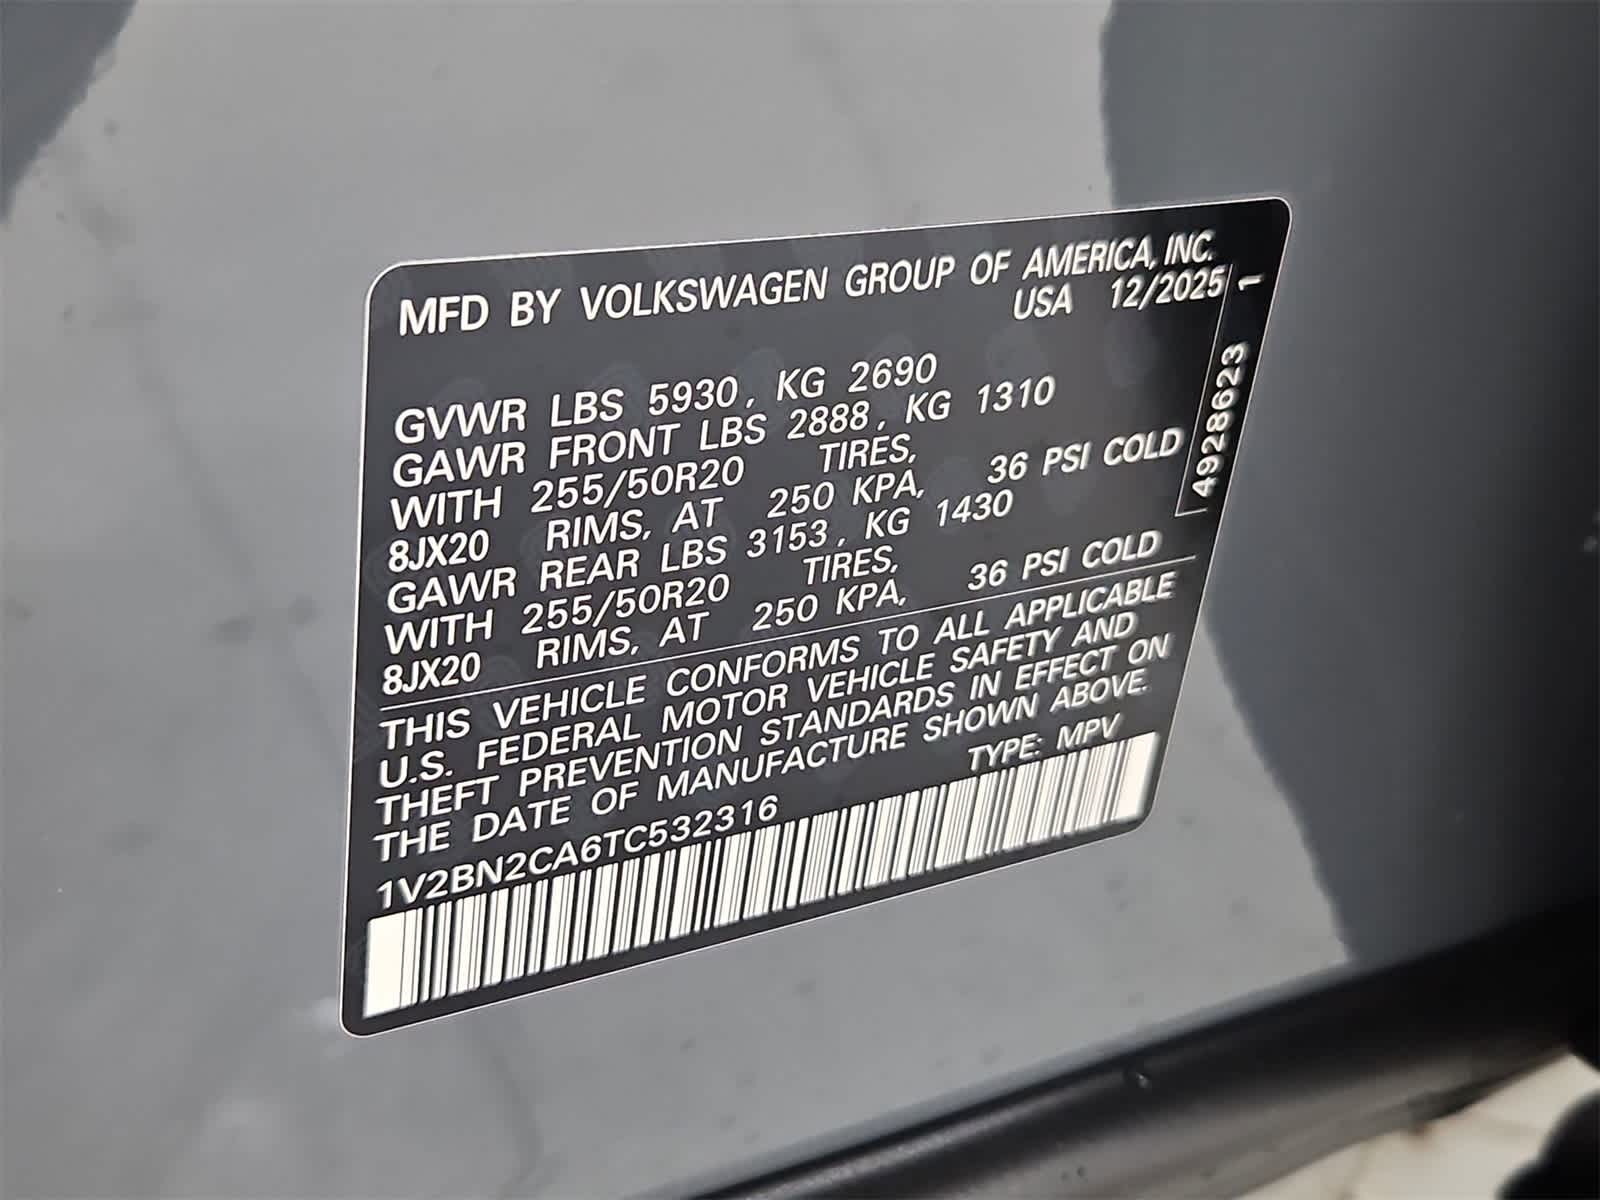 MFD BY VOLKSWAGEN GROUP OF AMERICA, INC.
USA 12/2025
GVWR LBS 5930, KG 2690
GAWR FRONT LBS 2888, KG 1310
WITH 255/50R20 TIRES,
8JX20 RIMS, AT 250 KPA, 36 PSI COLD
GAWR REAR LBS 3153, KG 1430
WITH 255/50R20 TIRES,
8JX20 RIMS, AT 250 KPA, 36 PSI COLD
THIS VEHICLE CONFORMS TO ALL APPLICABLE
U.S. FEDERAL MOTOR VEHICLE SAFETY AND
THEFT PREVENTION STANDARDS IN EFFECT ON
THE DATE OF MANUFACTURE SHOWN ABOVE.
TYPE: MPV
1V2BN2CA6TC532316
4928623 1